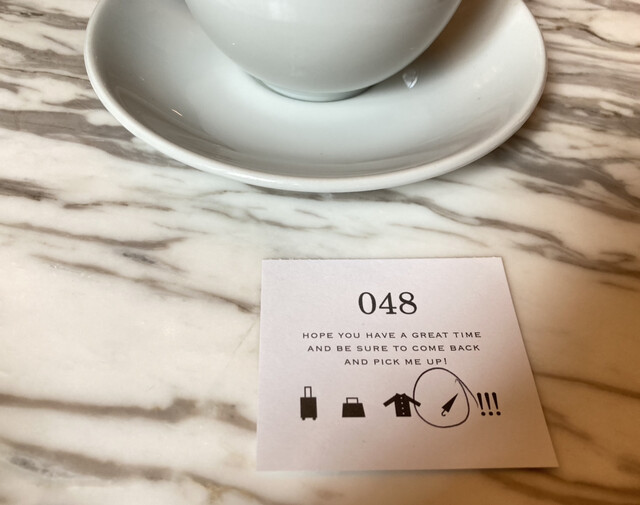 048
HOPE YOU HAVE A GREAT TIME
AND BE SURE TO COME BACK
AND PICK ME UP!
!!!